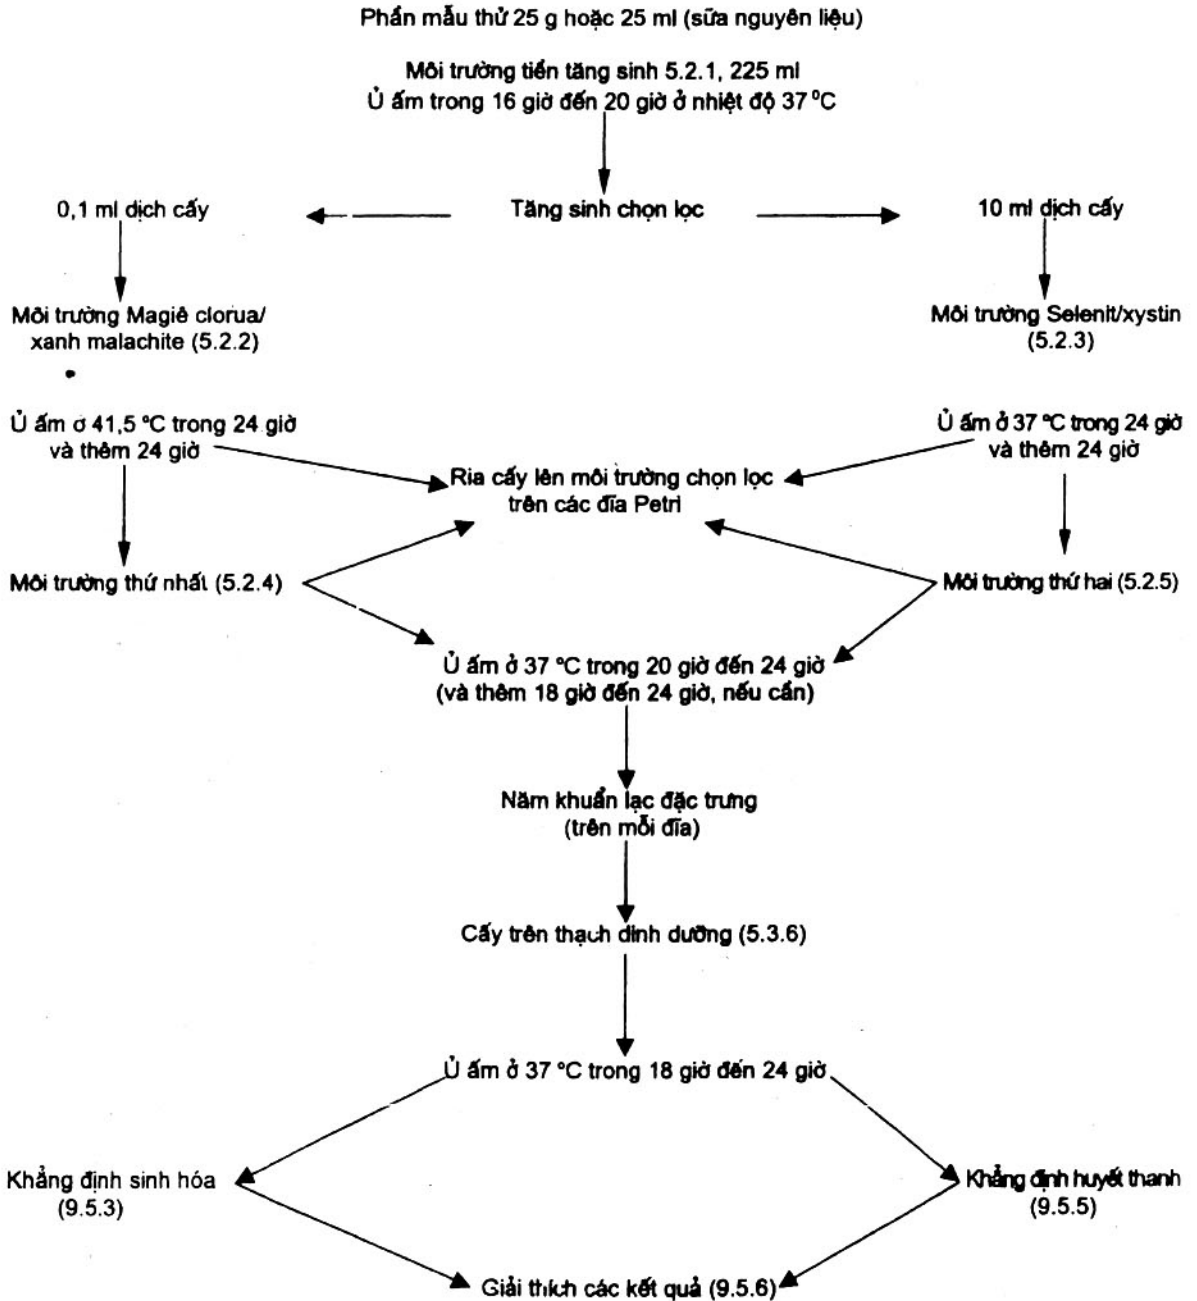 Phần mẫu thử 25 g hoặc 25 ml (sữa nguyên liệu)
Môi trường tiền tăng sinh 5.2.1, 225 ml
Ủ ấm trong 16 giờ đến 20 giờ ở nhiệt độ 37 ⁰C
0,1 ml dịch cấy
Tăng sinh chọn lọc
10 ml dịch cấy
Môi trường Magiê clorua/
xanh malachite (5.2.2)
Môi trường Selenit/xystin
(5.2.3)
Ủ ấm ở 41,5 ºC trong 24 giờ
và thêm 24 giờ
Ủ ấm ở 37 ºC trong 24 giờ
và thêm 24 giờ
Ria cấy lên môi trường chọn lọc
trên các đĩa Petri
Môi trường thứ nhất (5.2.4)
Môi trường thứ hai (5.2.5)
Ủ ấm ở 37 ºC trong 20 giờ đến 24 giờ
(và thêm 18 giờ đến 24 giờ, nếu cần)
Năm khuẩn lạc đặc trưng
(trên mỗi đĩa)
Cấy trên thạch dinh dưỡng (5.3.6)
Ủ ấm ở 37 ºC trong 18 giờ đến 24 giờ
Khẳng định sinh hóa
(9.5.3)
Khẳng định huyết thanh
(9.5.5)
Giải thích các kết quả (9.5.6)